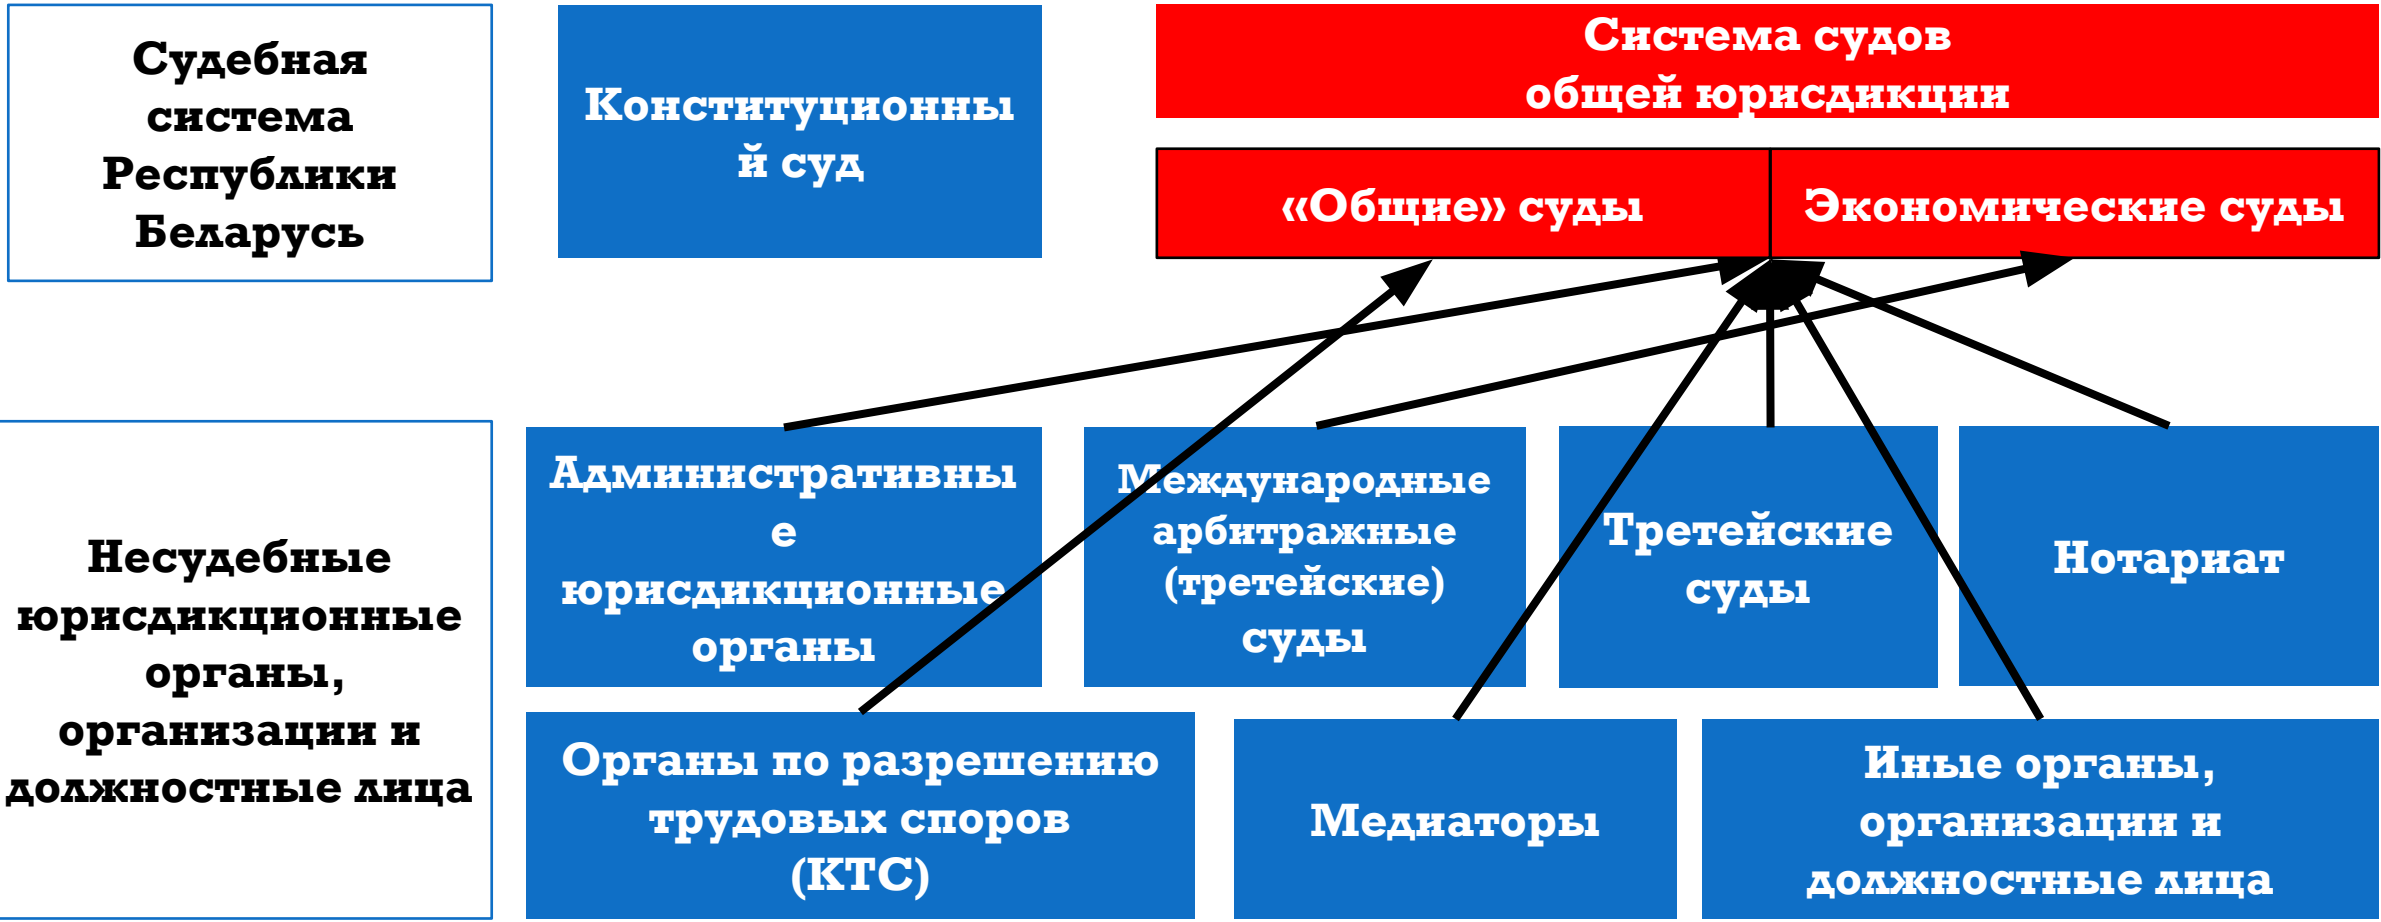 Судебная
система
Республики
Беларусь
Конституционны
й суд
Система судов
общей юрисдикции
«Общие» суды
Экономические суды
Несудебные
юрисдикционные
органы,
организации и
должностные лица
Административны
е
юрисдикционные
органы
Международные
арбитражные
(третейские)
суды
Третейские
суды
Нотариат
Органы по разрешению
трудовых споров
(КТС)
Медиаторы
Иные органы,
организации и
должностные лица